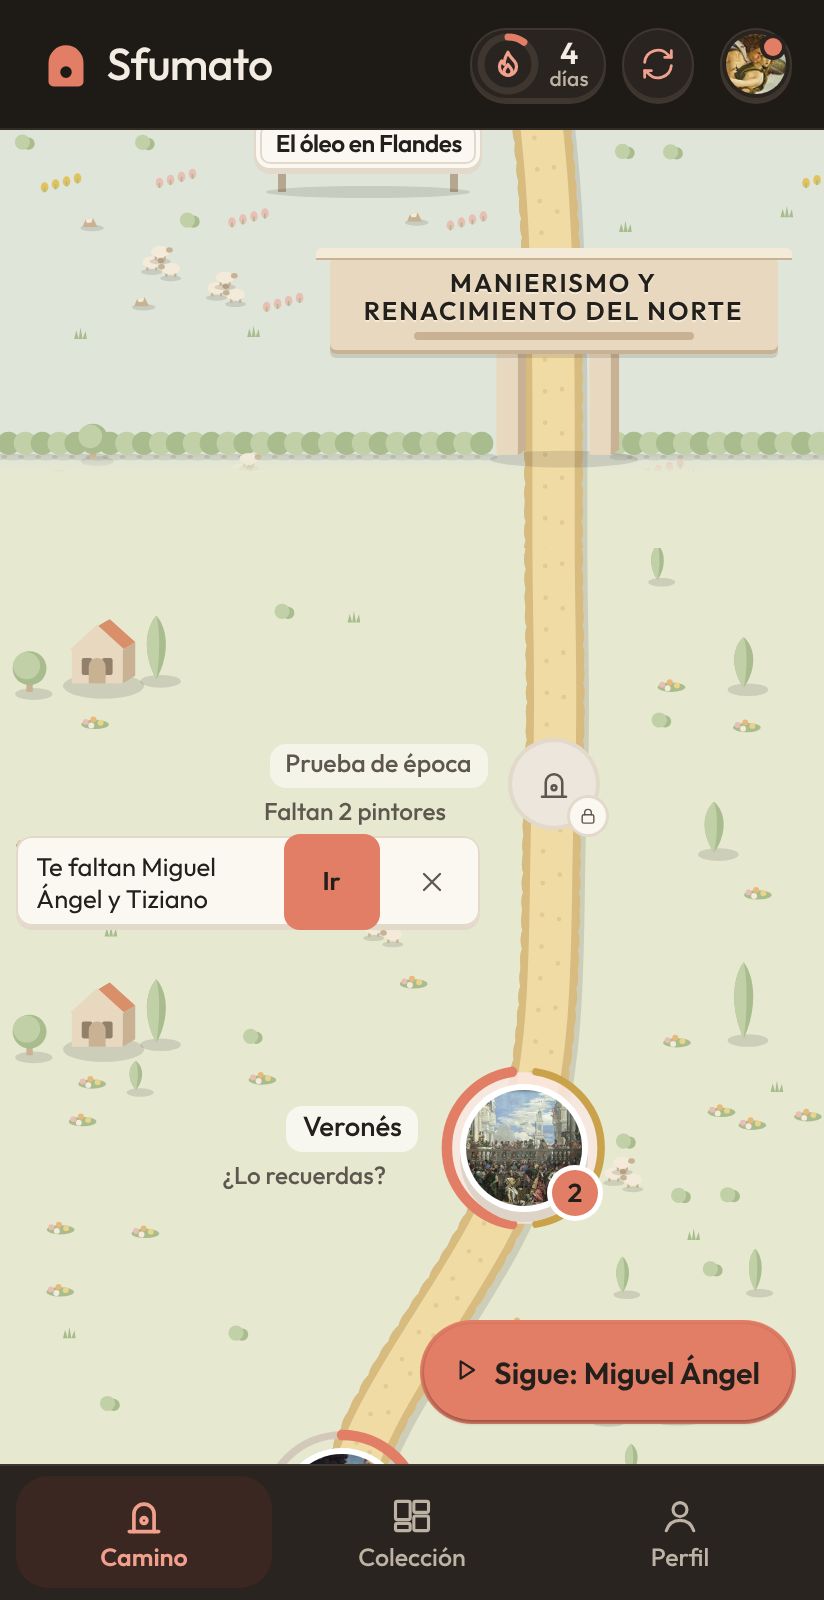 Sfumato
4
días
El óleo en Flandes
MANIERISMO Y
RENACIMIENTO DEL NORTE
Prueba de época
Faltan 2 pintores
Te faltan Miguel
Ángel y Tiziano
Ir
Veronés
¿Lo recuerdas?
2
Sigue: Miguel Ángel
Camino
Colección
Perfil